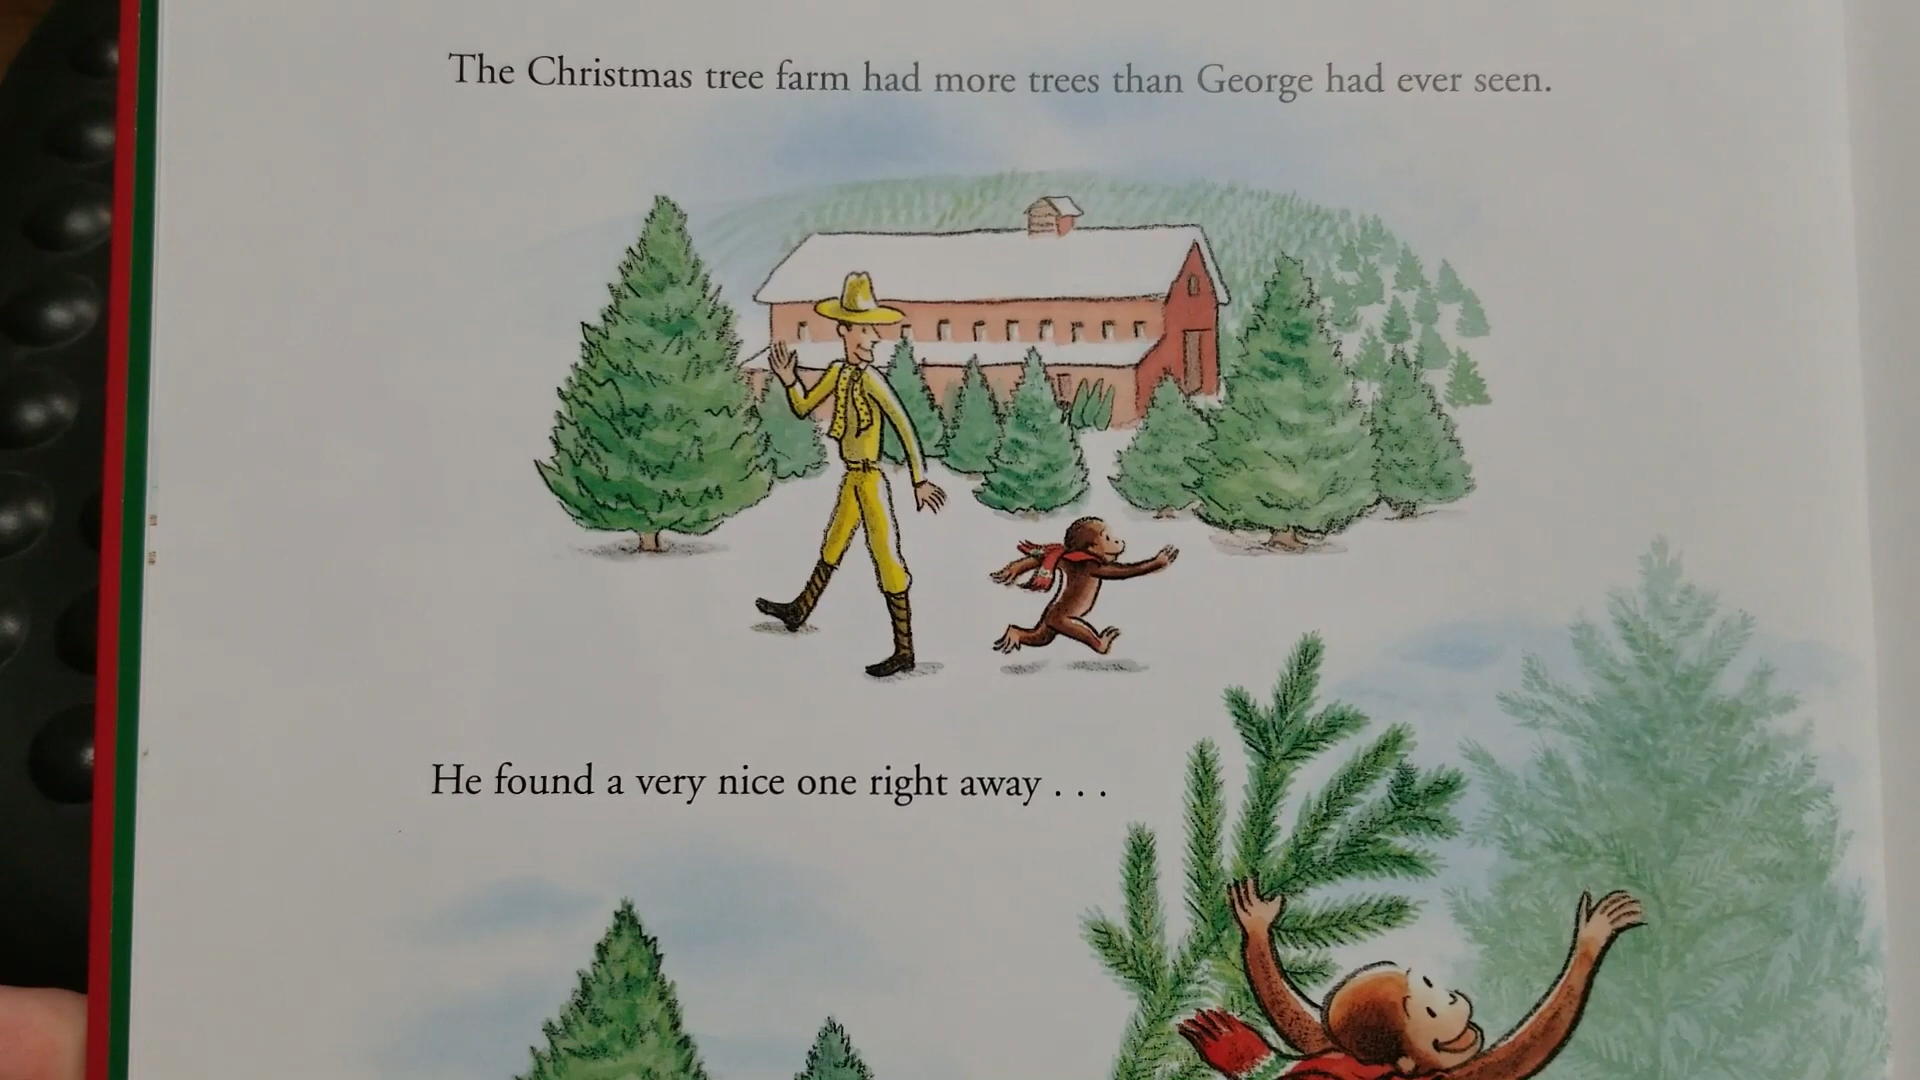 The Christmas tree farm had more trees than George had ever seen.
He found a very nice one right away . . .